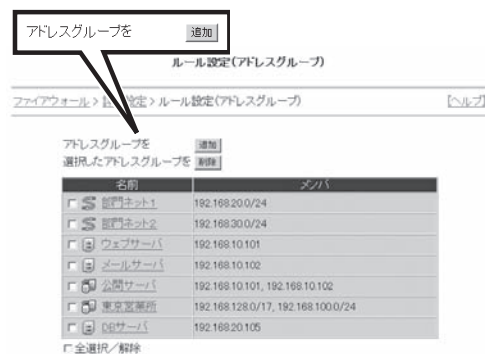 アドレスグループを 追加
ルール設定(アドレスグループ)
ファイアウォール > 設定 > ルール設定(アドレスグループ) [ヘルプ]
アドレスグループを 追加
選択したアドレスグループを 削除
名前 メンバ
部門ネット1 192.168.20.0/24
部門ネット2 192.168.30.0/24
ウェブサーバ 192.168.10.101
メールサーバ 192.168.10.102
公開サーバ 192.168.10.101, 192.168.10.102
東京営業所 192.168.128.0/17, 192.168.100.0/24
DBサーバ 192.168.20.105
全選択/解除